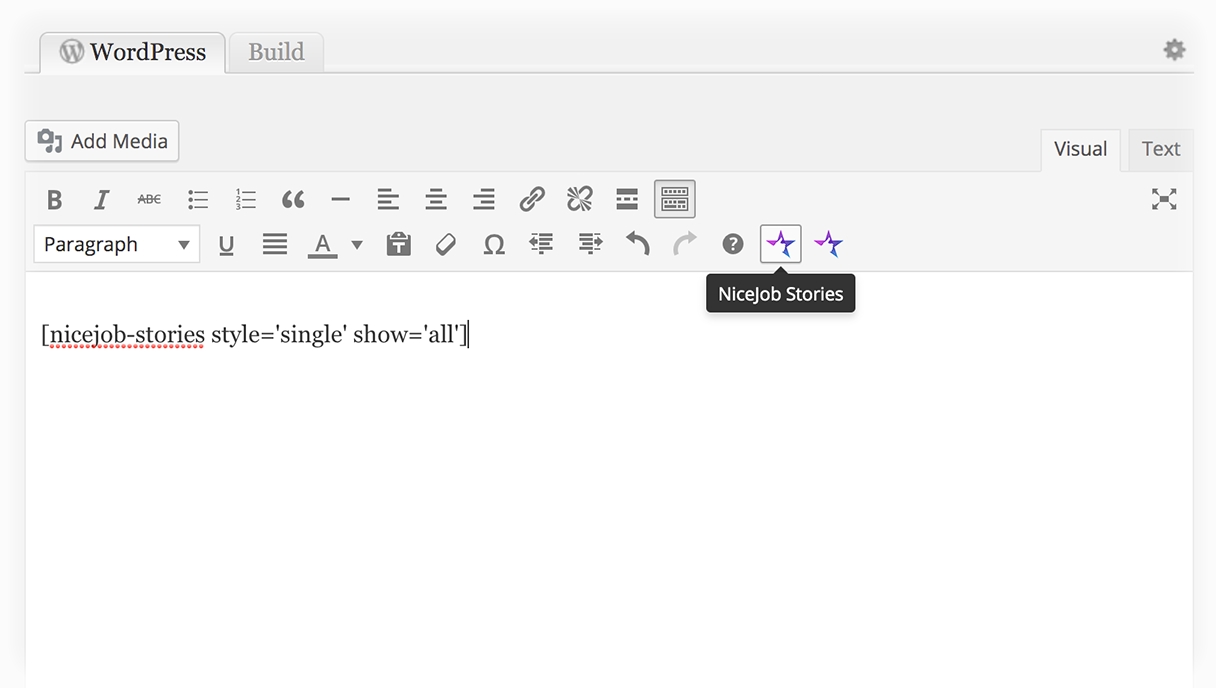 WordPress
Build
Add Media
Visual
Text
B I ABC
Paragraph
U A Ω ?
NiceJob Stories
[nicejob-stories style='single' show='all']